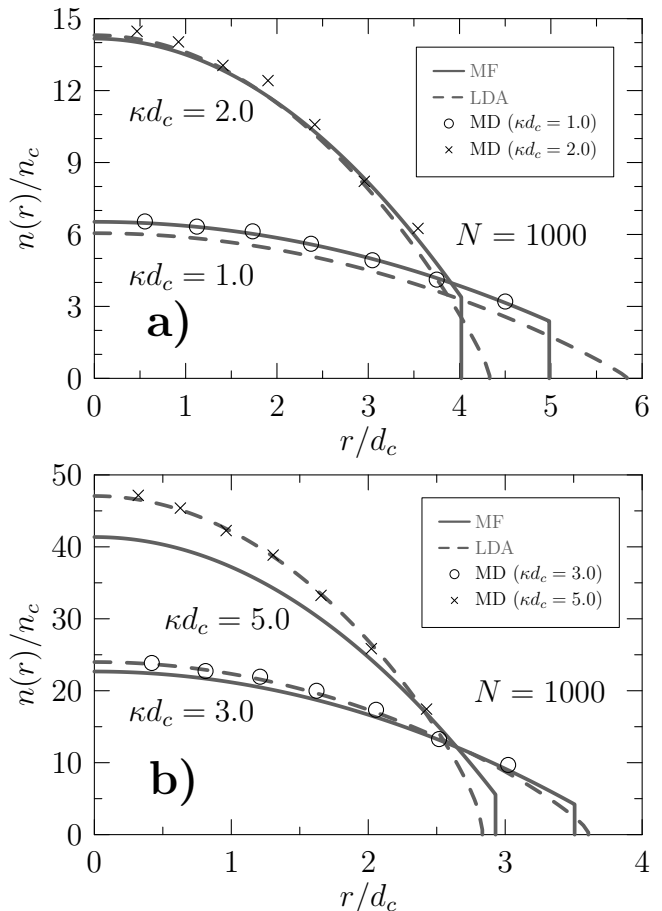 15
12
9
6
3
0
n(r)/n_c
κd_c = 2.0
κd_c = 1.0
a)
MF
LDA
MD (κd_c = 1.0)
MD (κd_c = 2.0)
N = 1000
0 1 2 3 4 5 6
r/d_c
50
40
30
20
10
0
n(r)/n_c
κd_c = 5.0
κd_c = 3.0
b)
MF
LDA
MD (κd_c = 3.0)
MD (κd_c = 5.0)
N = 1000
0 1 2 3 4
r/d_c